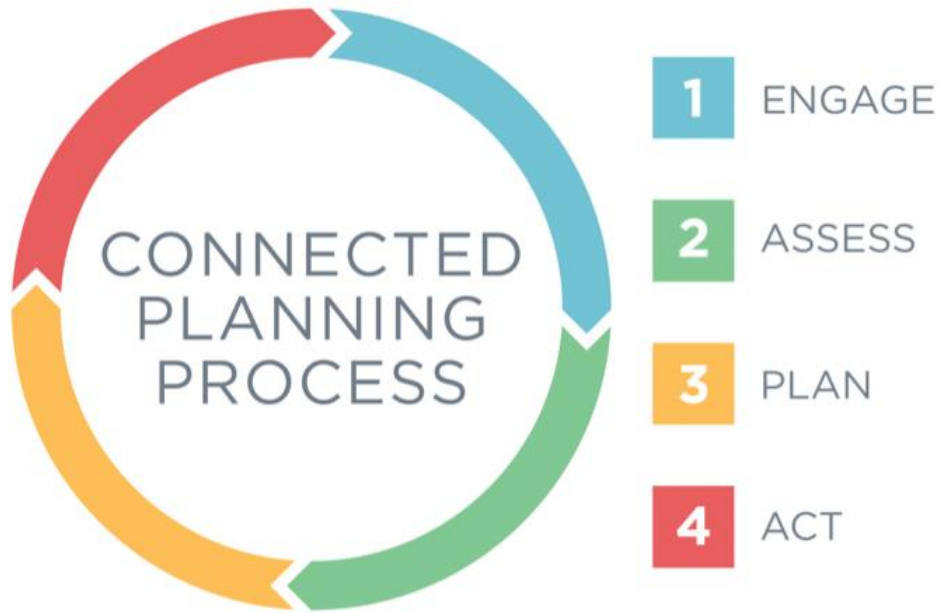 CONNECTED
PLANNING
PROCESS
1 ENGAGE
2 ASSESS
3 PLAN
4 ACT